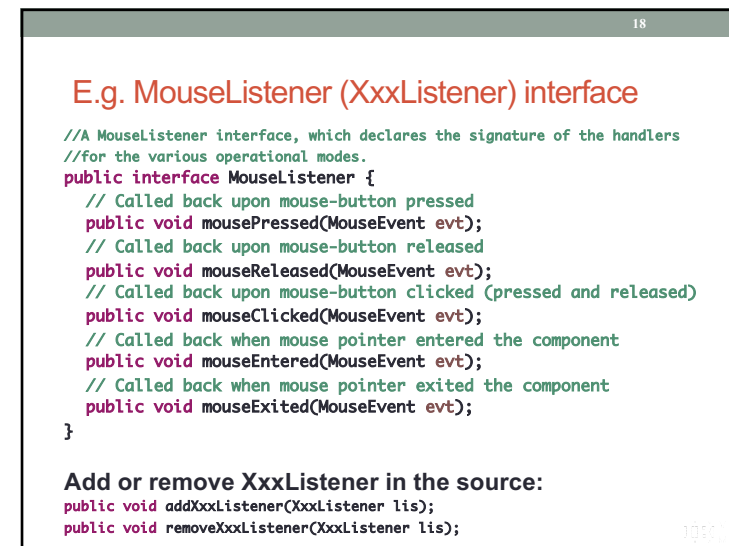 18
E.g. MouseListener (XxxListener) interface
//A MouseListener interface, which declares the signature of the handlers
//for the various operational modes.
public interface MouseListener {
// Called back upon mouse-button pressed
public void mousePressed(MouseEvent evt);
// Called back upon mouse-button released
public void mouseReleased(MouseEvent evt);
// Called back upon mouse-button clicked (pressed and released)
public void mouseClicked(MouseEvent evt);
// Called back when mouse pointer entered the component
public void mouseEntered(MouseEvent evt);
// Called back when mouse pointer exited the component
public void mouseExited(MouseEvent evt);
}
Add or remove XxxListener in the source:
public void addXxxListener(XxxListener lis);
public void removeXxxListener(XxxListener lis);